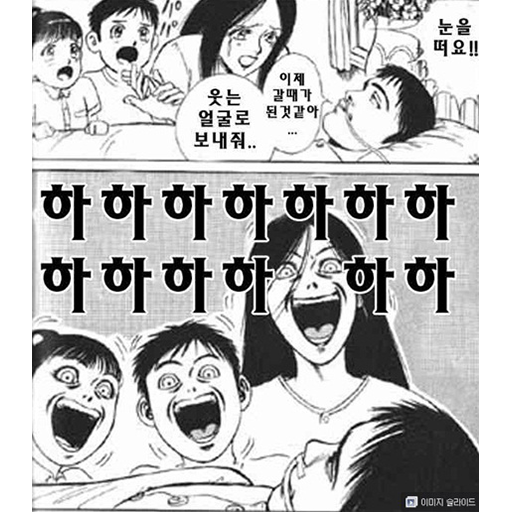 눈을
떠요!!
이제
갈때가
된것같아
...
웃는
얼굴로
보내줘..
하하하하하하하
하하하하 하하
이미지 슬라이드